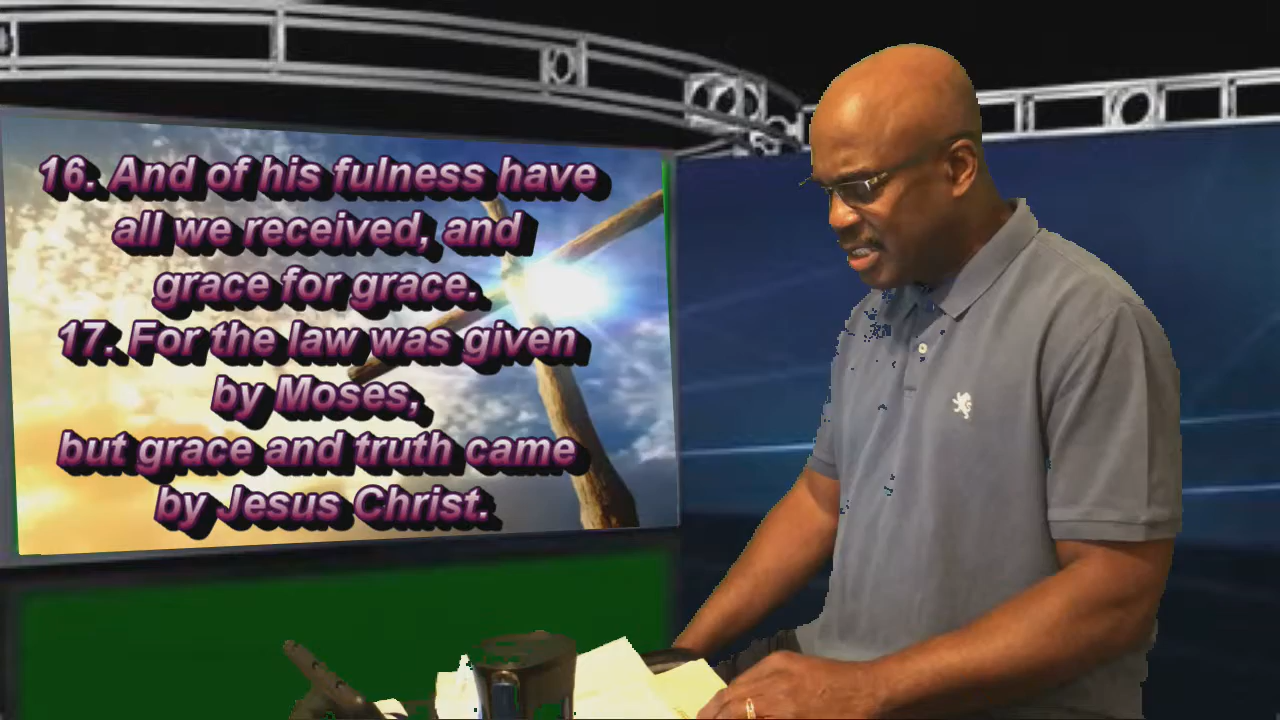 16. And of his fulness have
all we received, and
grace for grace.
17. For the law was given
by Moses,
but grace and truth came
by Jesus Christ.